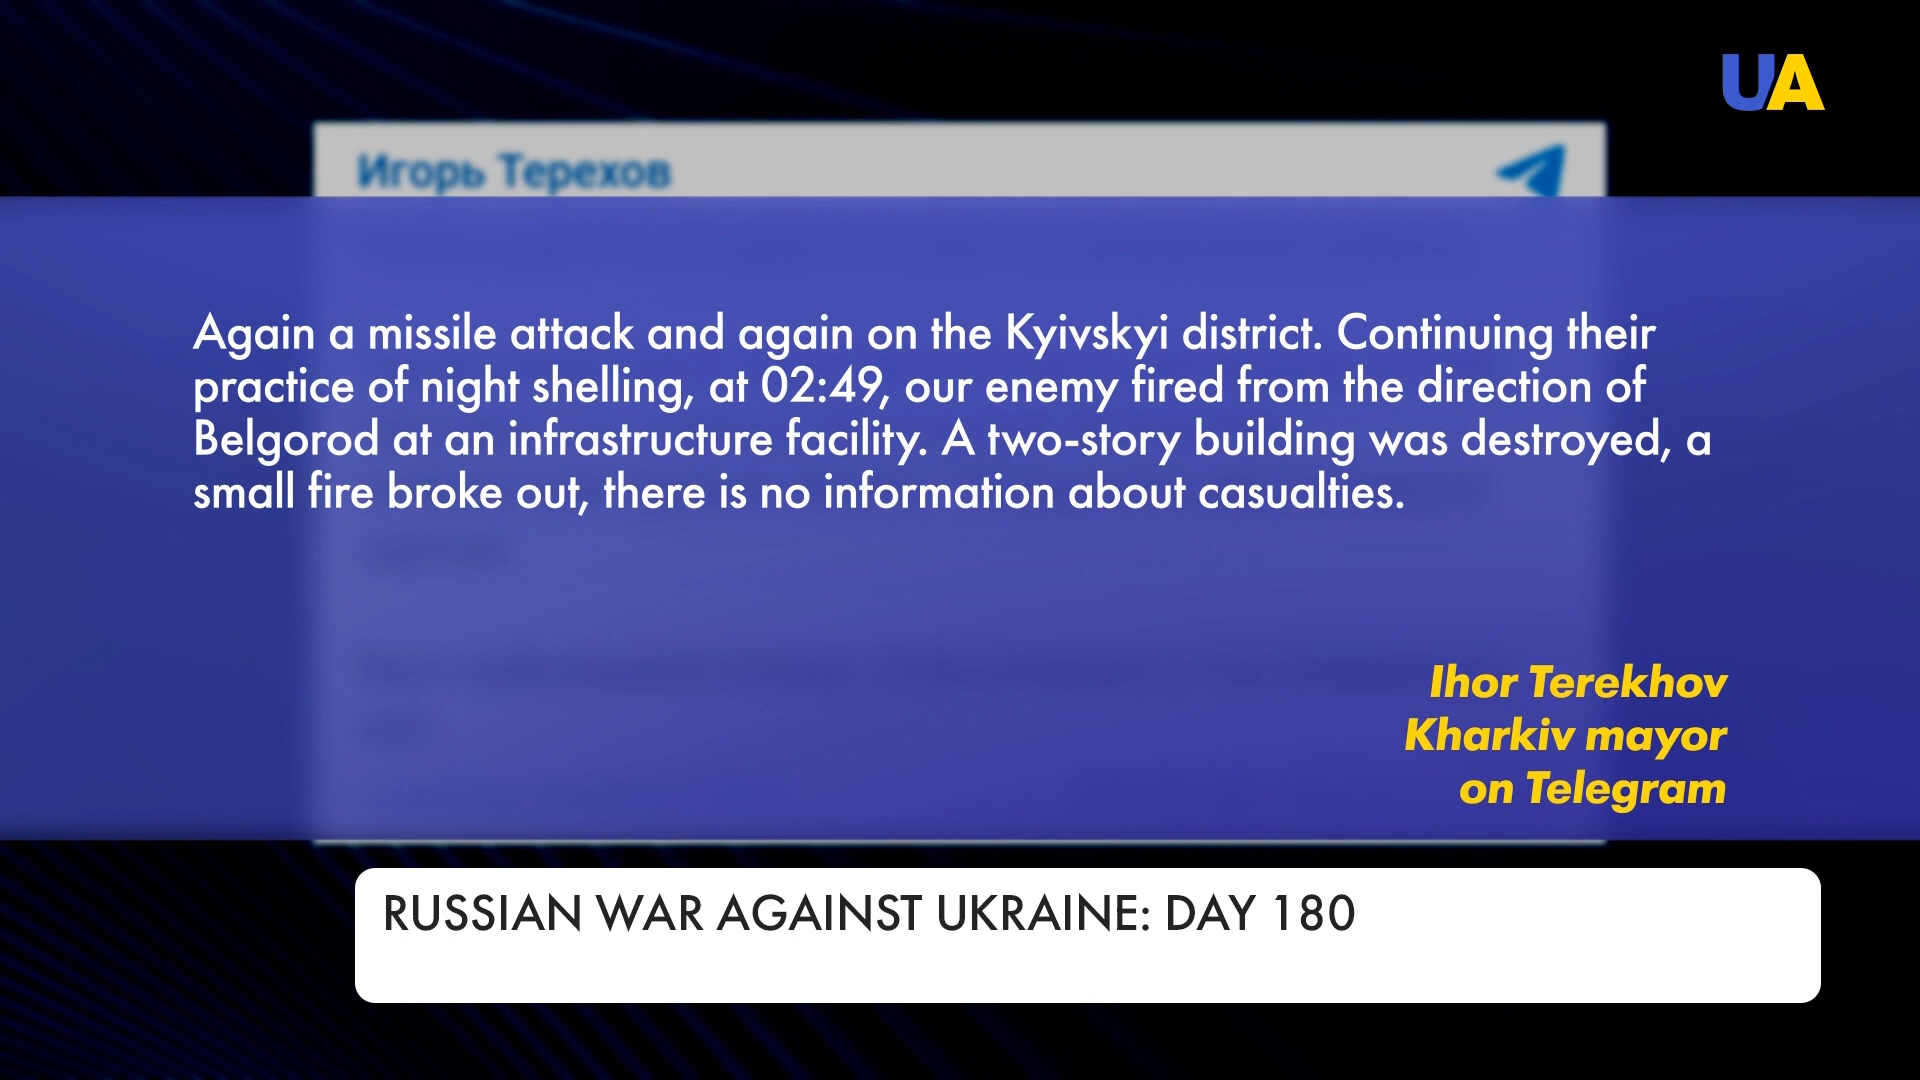 UA
Игорь Терехов
Again a missile attack and again on the Kyivskyi district. Continuing their
practice of night shelling, at 02:49, our enemy fired from the direction of
Belgorod at an infrastructure facility. A two-story building was destroyed, a
small fire broke out, there is no information about casualties.
Ihor Terekhov
Kharkiv mayor
on Telegram
RUSSIAN WAR AGAINST UKRAINE: DAY 180